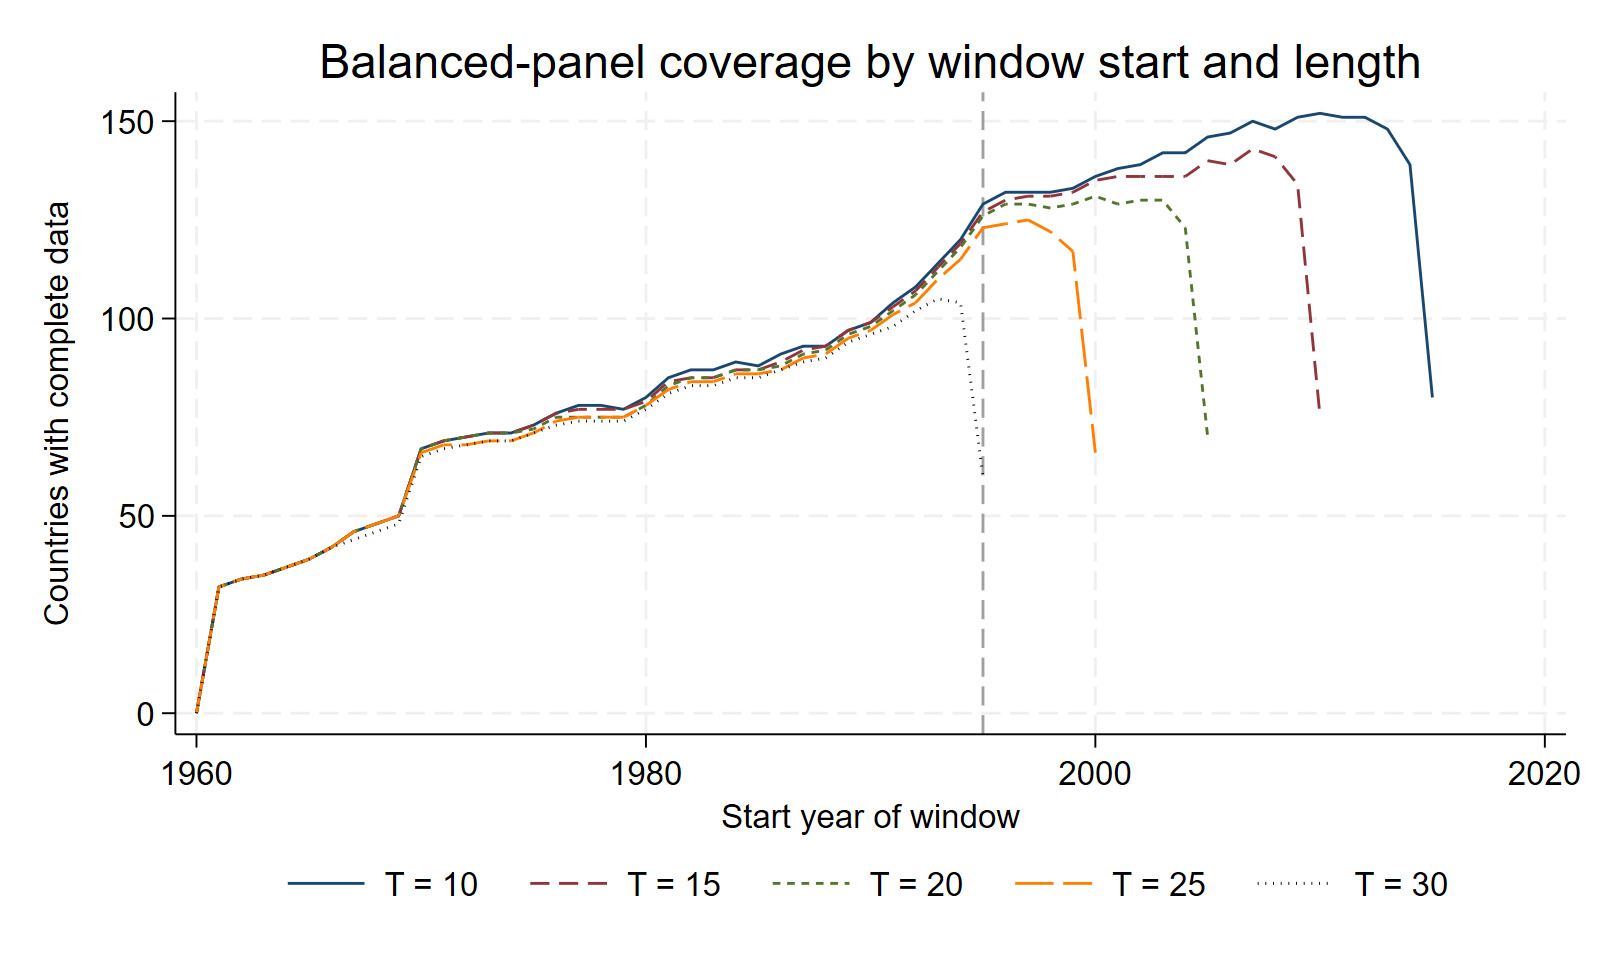 Balanced-panel coverage by window start and length
Countries with complete data
150
100
50
0
1960 1980 2000 2020
Start year of window
T = 10 T = 15 T = 20 T = 25 T = 30